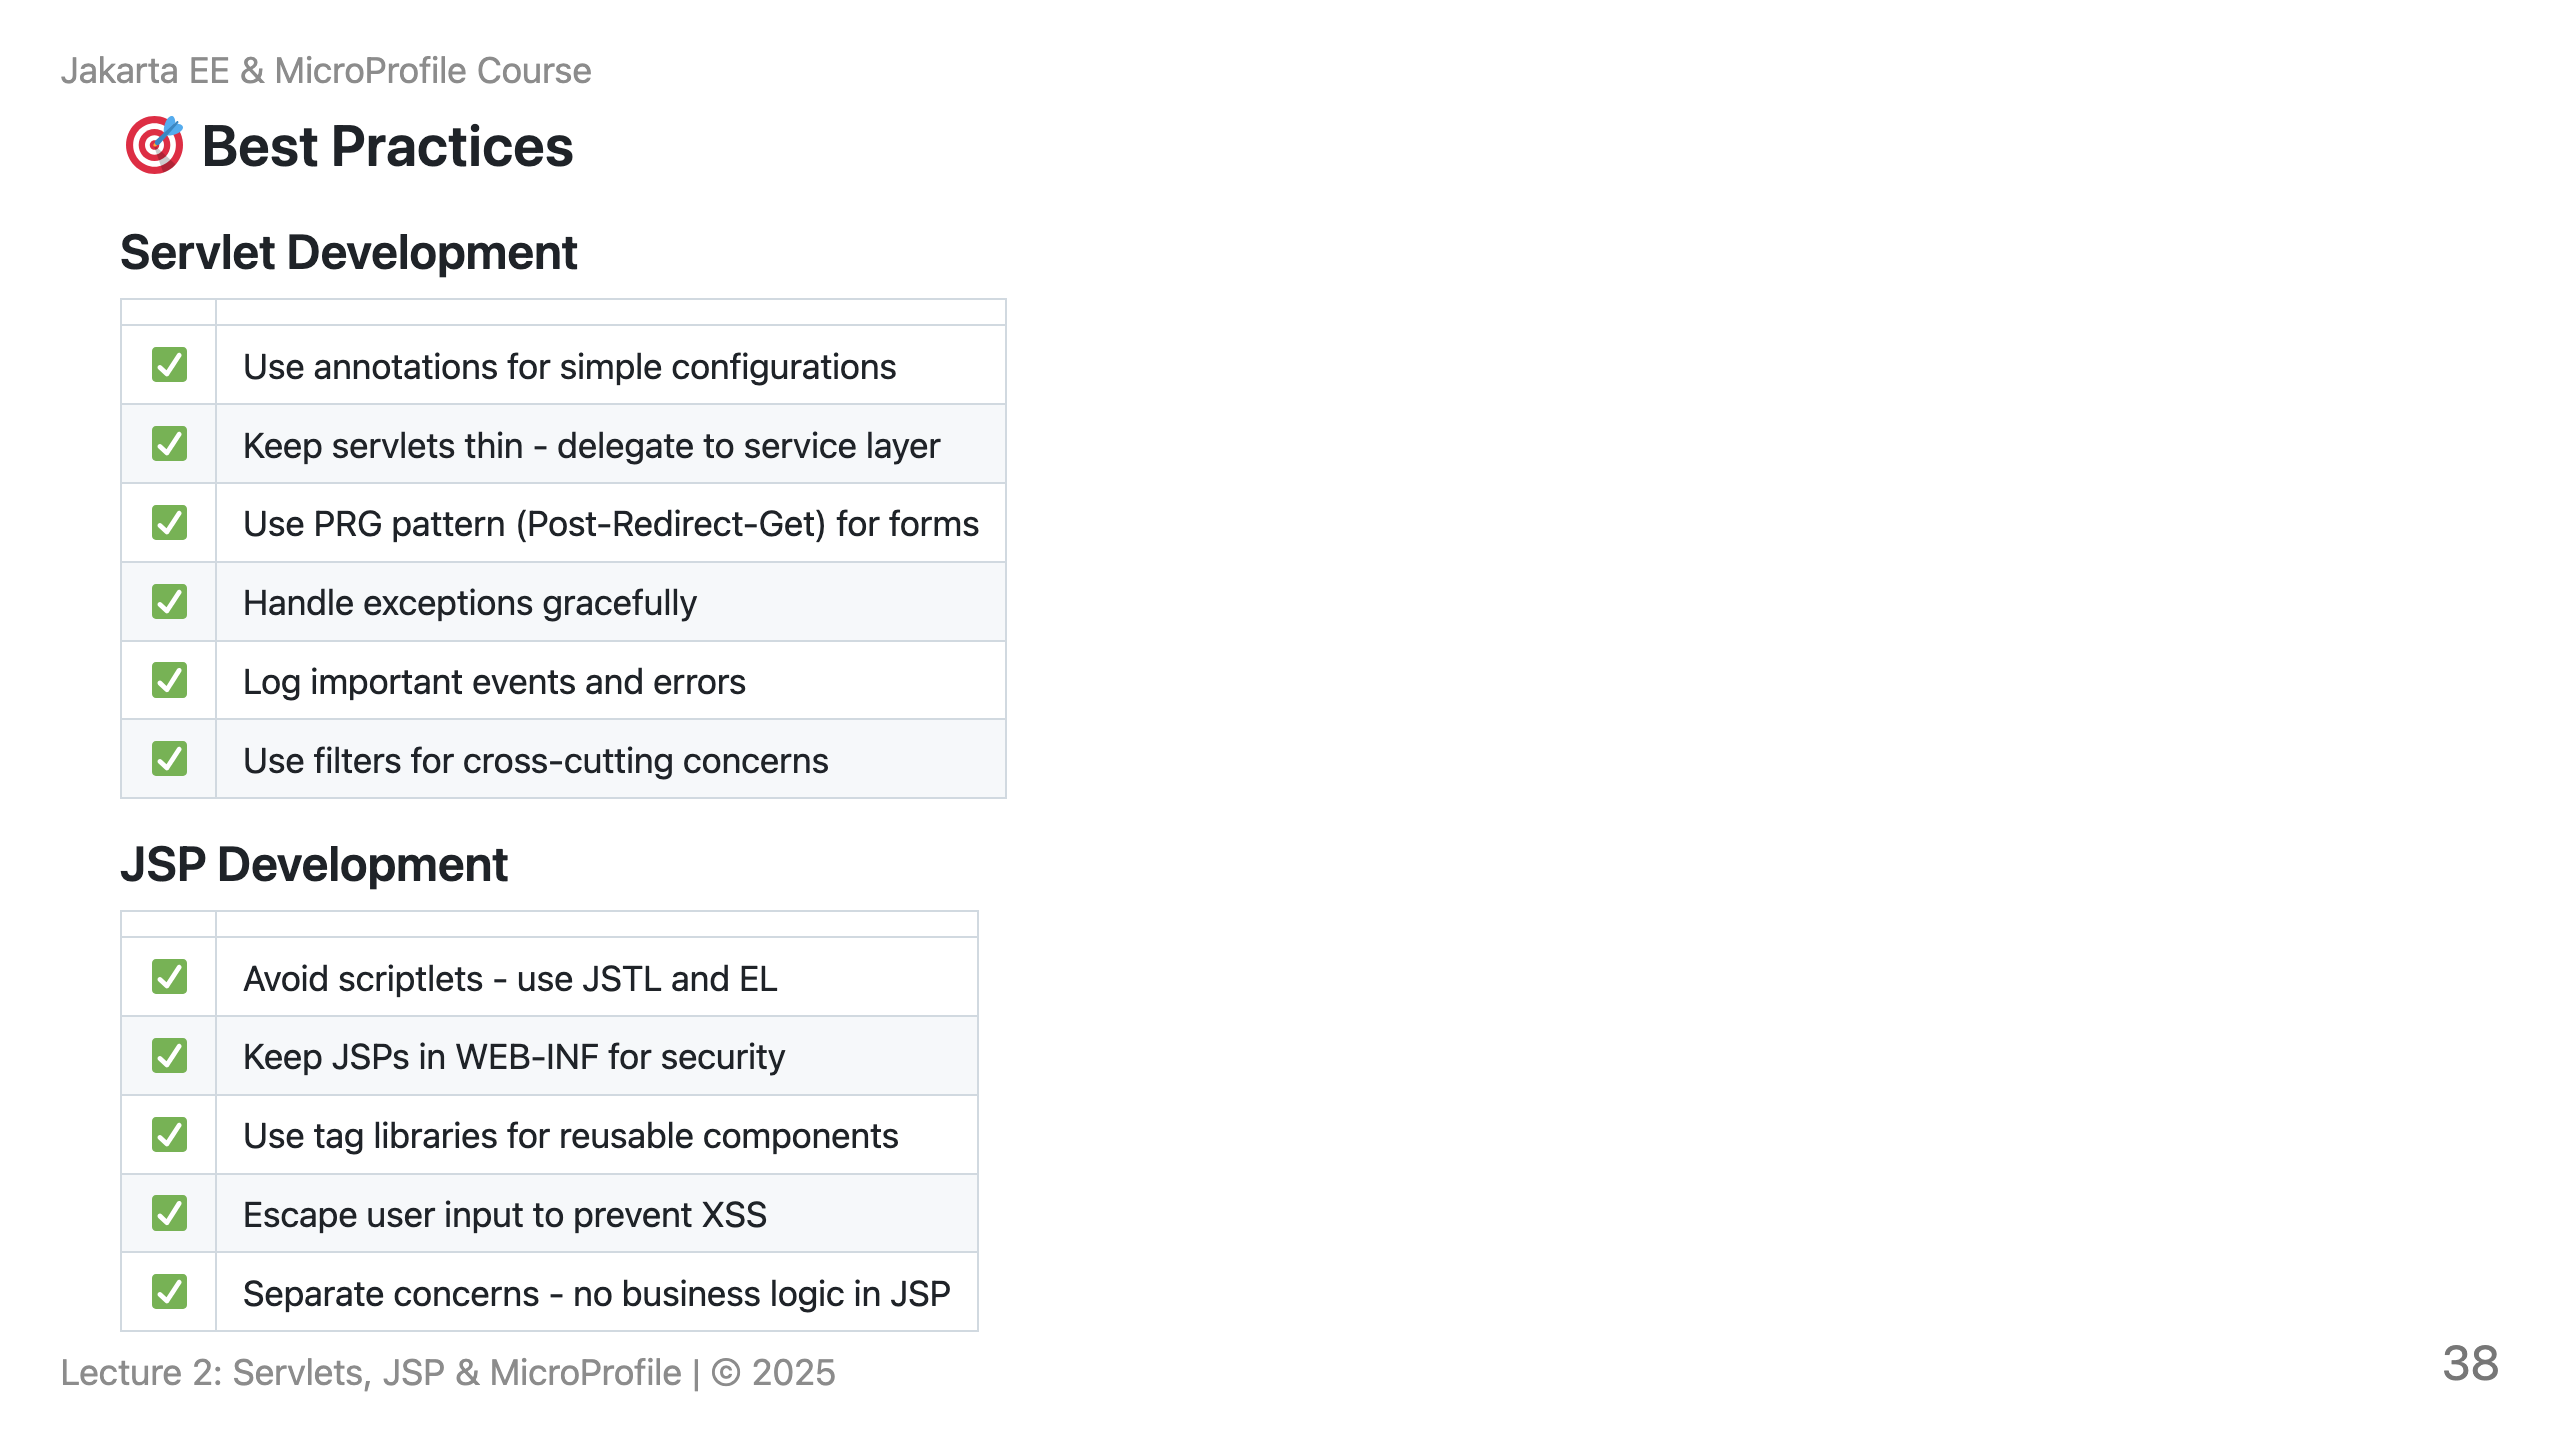 Jakarta EE & MicroProfile Course
🎯 Best Practices
Servlet Development
✅ Use annotations for simple configurations
✅ Keep servlets thin - delegate to service layer
✅ Use PRG pattern (Post-Redirect-Get) for forms
✅ Handle exceptions gracefully
✅ Log important events and errors
✅ Use filters for cross-cutting concerns
JSP Development
✅ Avoid scriptlets - use JSTL and EL
✅ Keep JSPs in WEB-INF for security
✅ Use tag libraries for reusable components
✅ Escape user input to prevent XSS
✅ Separate concerns - no business logic in JSP
Lecture 2: Servlets, JSP & MicroProfile | © 2025
38